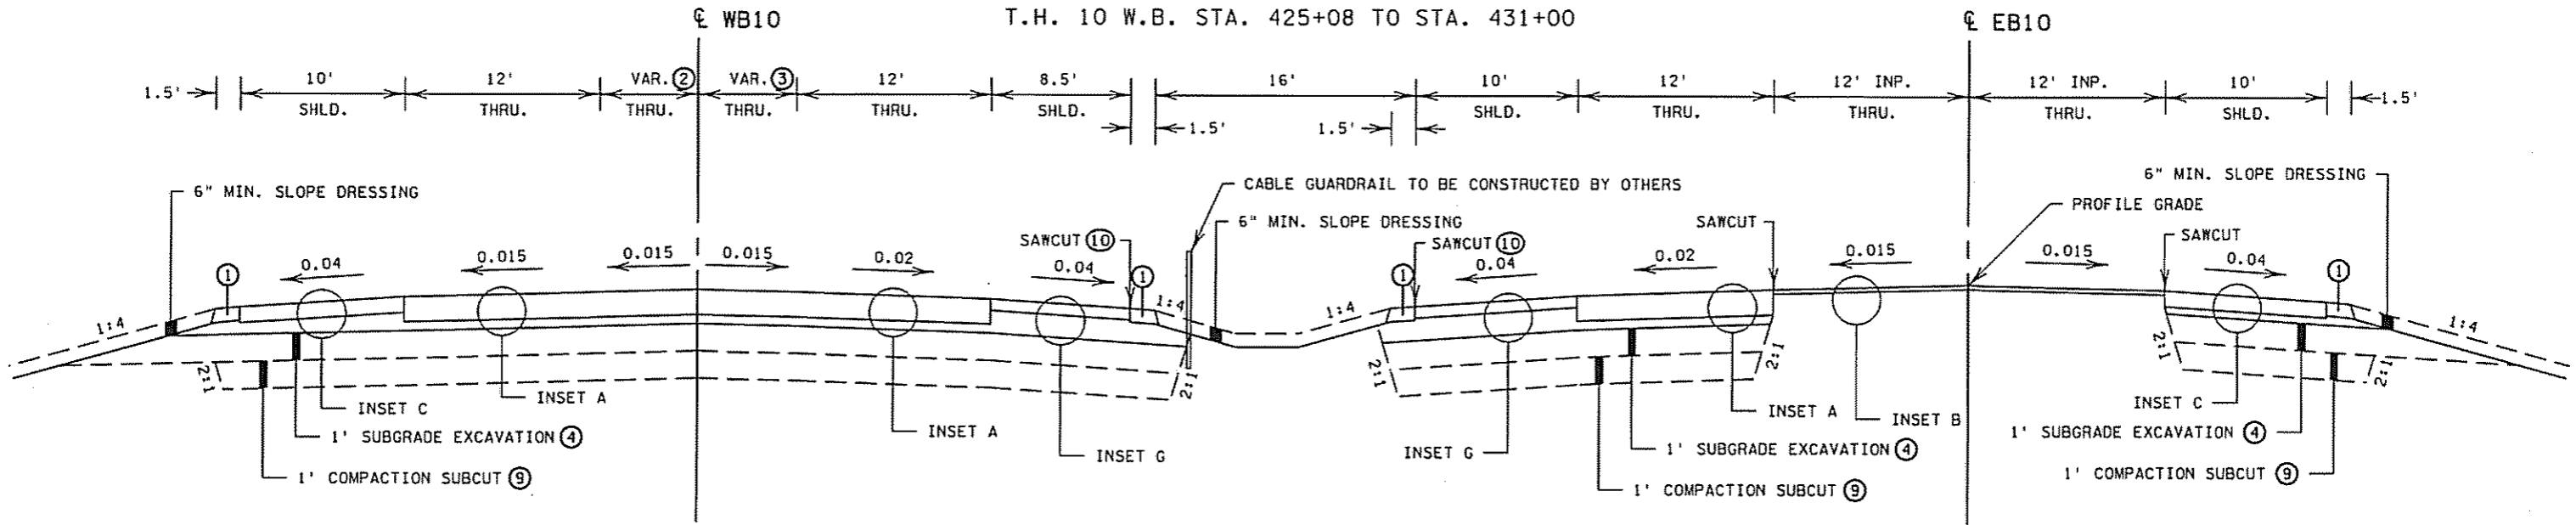 ℄ WB10
T.H. 10 W.B. STA. 425+08 TO STA. 431+00
℄ EB10
1.5' 10' 12' VAR. ② VAR. ③ 12' 8.5' 16' 10' 12' 12' INP. 12' INP. 10' 1.5'
SHLD. THRU. THRU. THRU. THRU. SHLD. 1.5' 1.5' SHLD. THRU. THRU. THRU. SHLD.
6" MIN. SLOPE DRESSING
CABLE GUARDRAIL TO BE CONSTRUCTED BY OTHERS
6" MIN. SLOPE DRESSING
6" MIN. SLOPE DRESSING
PROFILE GRADE
SAWCUT ⑩
SAWCUT ⑩
SAWCUT
SAWCUT
① 0.04 0.015 0.015 0.015 0.02 0.04 ① ① 0.04 0.02 0.015 0.015 0.04 ①
1:4 1:4 1:4 1:4
2:1 2:1 2:1 2:1 2:1 2:1
INSET C
INSET A
INSET A
INSET G
INSET G
INSET A
INSET B
INSET C
1' SUBGRADE EXCAVATION ④
1' COMPACTION SUBCUT ⑨
1' SUBGRADE EXCAVATION ④
1' COMPACTION SUBCUT ⑨
1' SUBGRADE EXCAVATION ④
1' COMPACTION SUBCUT ⑨